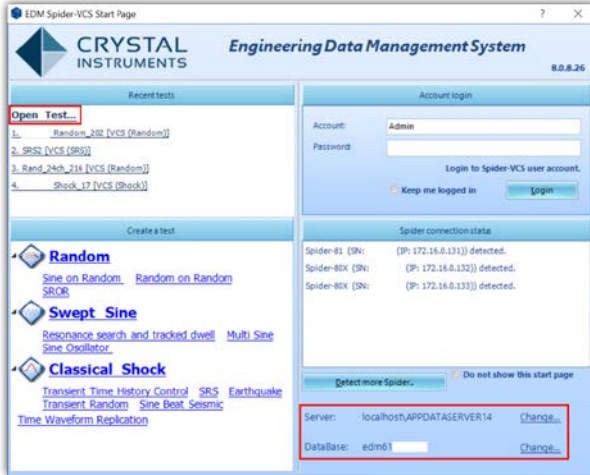 EDM Spider-VCS Start Page
CRYSTAL
INSTRUMENTS
Engineering Data Management System
8.0.8.26
Recent tests
Open Test...
1. Random_202 [VCS (Random)]
2. SRS2 [VCS (SRS)]
3. Rand_24ch_216 [VCS (Random)]
4. Shock_17 [VCS (Shock)]
Account login
Account: Admin
Password:
Login to Spider-VCS user account.
Keep me logged in Login
Create a test
Random
Sine on Random Random on Random
SROR
Swept Sine
Resonance search and tracked dwell Multi Sine
Sine Oscillator
Classical Shock
Transient Time History Control SRS Earthquake
Transient Random Sine Beat Seismic
Time Waveform Replication
Spider connection status
Spider-81 (SN: (IP: 172.16.0.131)) detected.
Spider-80X (SN: (IP: 172.16.0.132)) detected.
Spider-80X (SN: (IP: 172.16.0.133)) detected.
Detect more Spider.. Do not show this start page
Server: localhost\APPDATASERVER14 Change...
DataBase: edm61 Change...